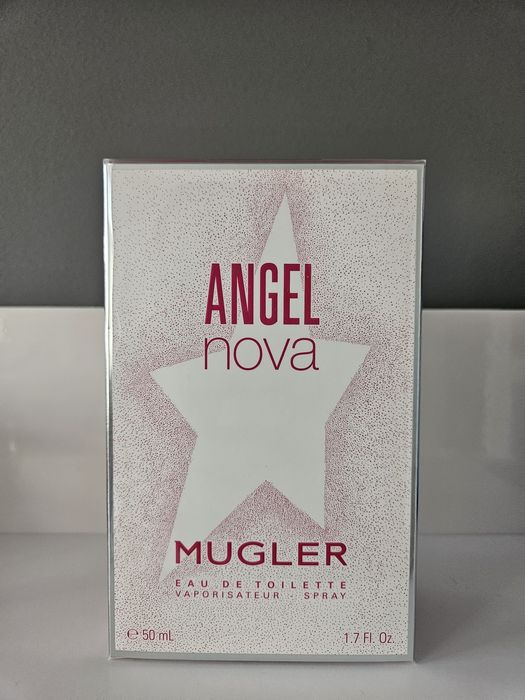 ANGEL
nova
MUGLER
EAU DE TOILETTE
VAPORISATEUR · SPRAY
℮ 50 mL 1.7 Fl. Oz.